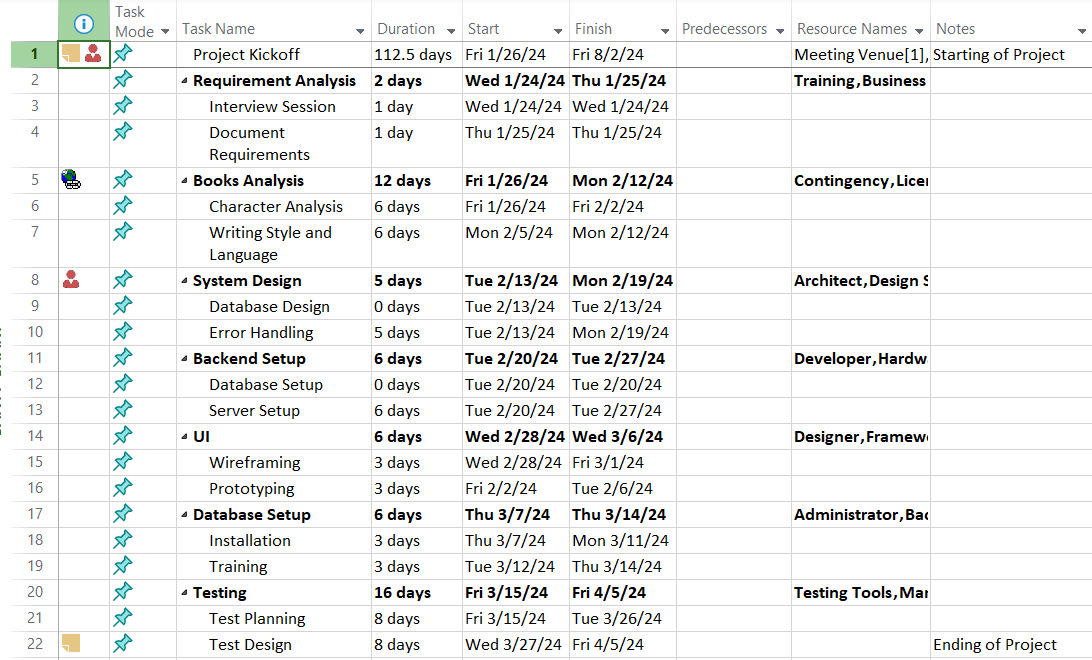 Task Mode Task Name Duration Start Finish Predecessors Resource Names Notes
1 Project Kickoff 112.5 days Fri 1/26/24 Fri 8/2/24 Meeting Venue[1], Starting of Project
2 Requirement Analysis 2 days Wed 1/24/24 Thu 1/25/24 Training,Business
3 Interview Session 1 day Wed 1/24/24 Wed 1/24/24
4 Document Requirements 1 day Thu 1/25/24 Thu 1/25/24
5 Books Analysis 12 days Fri 1/26/24 Mon 2/12/24 Contingency,Licen
6 Character Analysis 6 days Fri 1/26/24 Fri 2/2/24
7 Writing Style and Language 6 days Mon 2/5/24 Mon 2/12/24
8 System Design 5 days Tue 2/13/24 Mon 2/19/24 Architect,Design S
9 Database Design 0 days Tue 2/13/24 Tue 2/13/24
10 Error Handling 5 days Tue 2/13/24 Mon 2/19/24
11 Backend Setup 6 days Tue 2/20/24 Tue 2/27/24 Developer,Hardw
12 Database Setup 0 days Tue 2/20/24 Tue 2/20/24
13 Server Setup 6 days Tue 2/20/24 Tue 2/27/24
14 UI 6 days Wed 2/28/24 Wed 3/6/24 Designer,Framew
15 Wireframing 3 days Wed 2/28/24 Fri 3/1/24
16 Prototyping 3 days Fri 2/2/24 Tue 2/6/24
17 Database Setup 6 days Thu 3/7/24 Thu 3/14/24 Administrator,Bac
18 Installation 3 days Thu 3/7/24 Mon 3/11/24
19 Training 3 days Tue 3/12/24 Thu 3/14/24
20 Testing 16 days Fri 3/15/24 Fri 4/5/24 Testing Tools,Mar
21 Test Planning 8 days Fri 3/15/24 Tue 3/26/24
22 Test Design 8 days Wed 3/27/24 Fri 4/5/24 Ending of Project